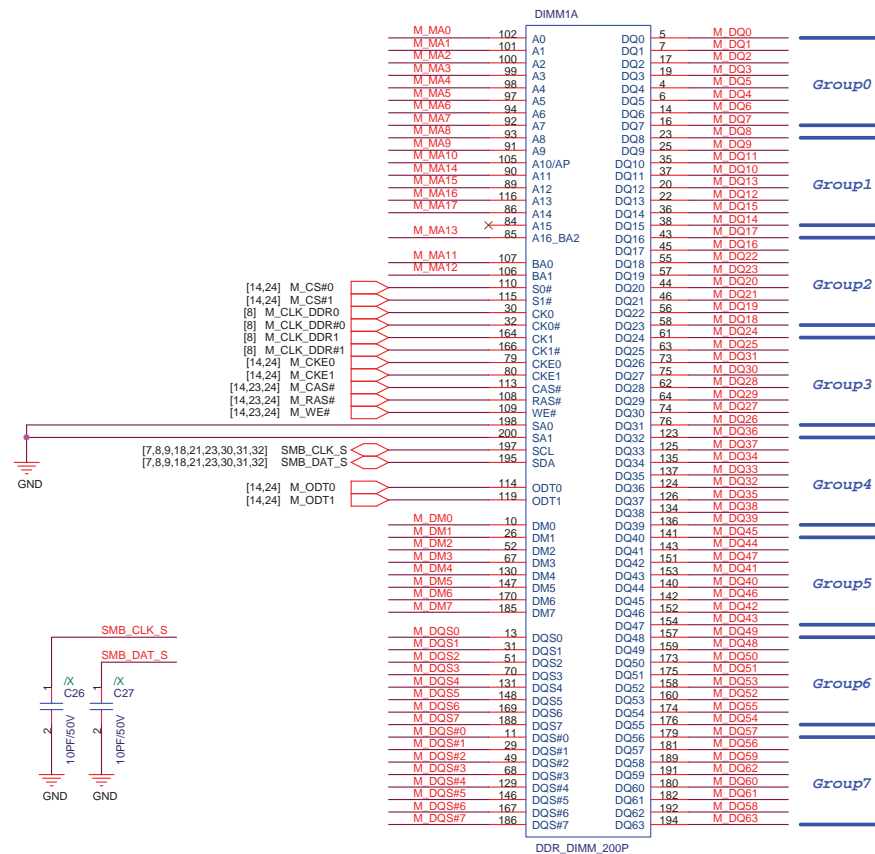 DIMM1A
M_MA0 102 A0 DQ0 5 M_DQ0
M_MA1 101 A1 DQ1 7 M_DQ1
M_MA2 100 A2 DQ2 17 M_DQ2
M_MA3 99 A3 DQ3 19 M_DQ3
M_MA4 98 A4 DQ4 4 M_DQ5 Group0
M_MA5 97 A5 DQ5 6 M_DQ4
M_MA6 94 A6 DQ6 14 M_DQ6
M_MA7 92 A7 DQ7 16 M_DQ7
M_MA8 93 A8 DQ8 23 M_DQ8
M_MA9 91 A9 DQ9 25 M_DQ9
M_MA10 105 A10/AP DQ10 35 M_DQ11
M_MA14 90 A11 DQ11 37 M_DQ10
M_MA15 89 A12 DQ12 20 M_DQ13 Group1
M_MA16 116 A13 DQ13 22 M_DQ12
M_MA17 86 A14 DQ14 36 M_DQ15
84 A15 DQ15 38 M_DQ14
M_MA13 85 A16_BA2 DQ16 43 M_DQ17
DQ17 45 M_DQ16
M_MA11 107 BA0 DQ18 55 M_DQ22
M_MA12 106 BA1 DQ19 57 M_DQ23
[14,24] M_CS#0 110 S0# DQ20 44 M_DQ20 Group2
[14,24] M_CS#1 115 S1# DQ21 46 M_DQ21
[8] M_CLK_DDR0 30 CK0 DQ22 56 M_DQ19
[8] M_CLK_DDR#0 32 CK0# DQ23 58 M_DQ18
[8] M_CLK_DDR1 164 CK1 DQ24 61 M_DQ24
[8] M_CLK_DDR#1 166 CK1# DQ25 63 M_DQ25
[14,24] M_CKE0 79 CKE0 DQ26 73 M_DQ31
[14,24] M_CKE1 80 CKE1 DQ27 75 M_DQ30
[14,23,24] M_CAS# 113 CAS# DQ28 62 M_DQ28 Group3
[14,23,24] M_RAS# 108 RAS# DQ29 64 M_DQ29
[14,23,24] M_WE# 109 WE# DQ30 74 M_DQ27
198 SA0 DQ31 76 M_DQ26
200 SA1 DQ32 123 M_DQ36
[7,8,9,18,21,23,30,31,32] SMB_CLK_S 197 SCL DQ33 125 M_DQ37
[7,8,9,18,21,23,30,31,32] SMB_DAT_S 195 SDA DQ34 135 M_DQ34
GND DQ35 137 M_DQ33
[14,24] M_ODT0 114 ODT0 DQ36 124 M_DQ32 Group4
[14,24] M_ODT1 119 ODT1 DQ37 126 M_DQ35
DQ38 134 M_DQ38
M_DM0 10 DM0 DQ39 136 M_DQ39
M_DM1 26 DM1 DQ40 141 M_DQ45
M_DM2 52 DM2 DQ41 143 M_DQ44
M_DM3 67 DM3 DQ42 151 M_DQ47
M_DM4 130 DM4 DQ43 153 M_DQ41
M_DM5 147 DM5 DQ44 140 M_DQ40 Group5
M_DM6 170 DM6 DQ45 142 M_DQ46
M_DM7 185 DM7 DQ46 152 M_DQ42
DQ47 154 M_DQ43
M_DQS0 13 DQS0 DQ48 157 M_DQ49
M_DQS1 31 DQS1 DQ49 159 M_DQ48
M_DQS2 51 DQS2 DQ50 173 M_DQ50
M_DQS3 70 DQS3 DQ51 175 M_DQ51
M_DQS4 131 DQS4 DQ52 158 M_DQ52 Group6
M_DQS5 148 DQS5 DQ53 160 M_DQ53
M_DQS6 169 DQS6 DQ54 174 M_DQ55
M_DQS7 188 DQS7 DQ55 176 M_DQ54
M_DQS#0 11 DQS#0 DQ56 179 M_DQ57
M_DQS#1 29 DQS#1 DQ57 181 M_DQ56
M_DQS#2 49 DQS#2 DQ58 189 M_DQ59
M_DQS#3 68 DQS#3 DQ59 191 M_DQ62
M_DQS#4 129 DQS#4 DQ60 180 M_DQ60 Group7
M_DQS#5 146 DQS#5 DQ61 182 M_DQ61
M_DQS#6 167 DQS#6 DQ62 192 M_DQ58
M_DQS#7 186 DQS#7 DQ63 194 M_DQ63
DDR_DIMM_200P
SMB_CLK_S
SMB_DAT_S
1 /X 1 /X
C26 C27
2 10PF/50V 2 10PF/50V
GND GND